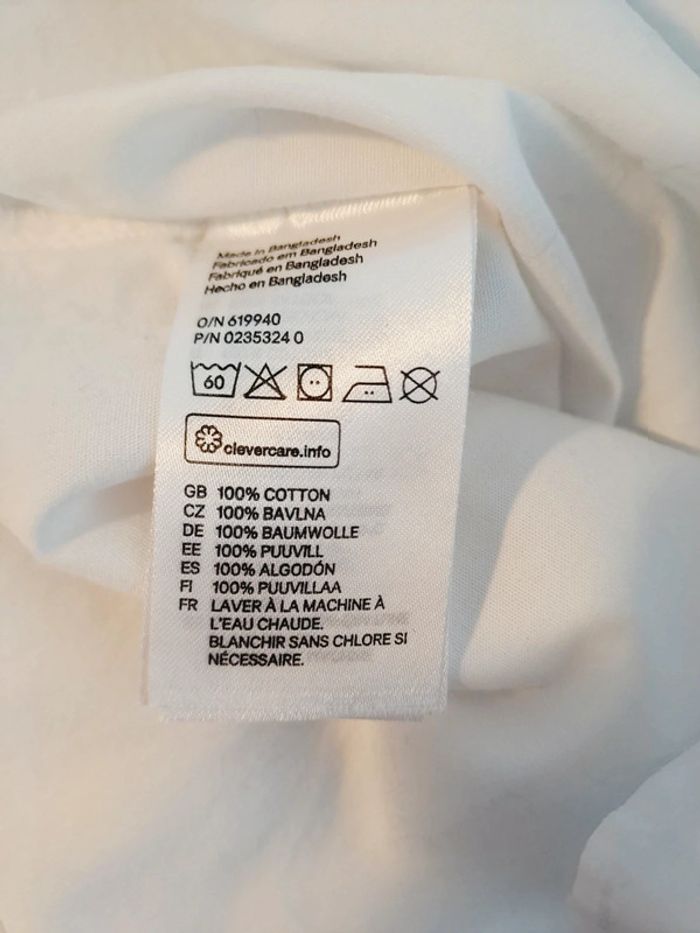 Made in Bangladesh
Fabricado em Bangladesh
Fabriqué en Bangladesh
Hecho en Bangladesh
O/N 619940
P/N 0235324 0
60
clevercare.info
GB 100% COTTON
CZ 100% BAVLNA
DE 100% BAUMWOLLE
EE 100% PUUVILL
ES 100% ALGODÓN
FI 100% PUUVILLAA
FR LAVER À LA MACHINE À
L'EAU CHAUDE.
BLANCHIR SANS CHLORE SI
NÉCESSAIRE.